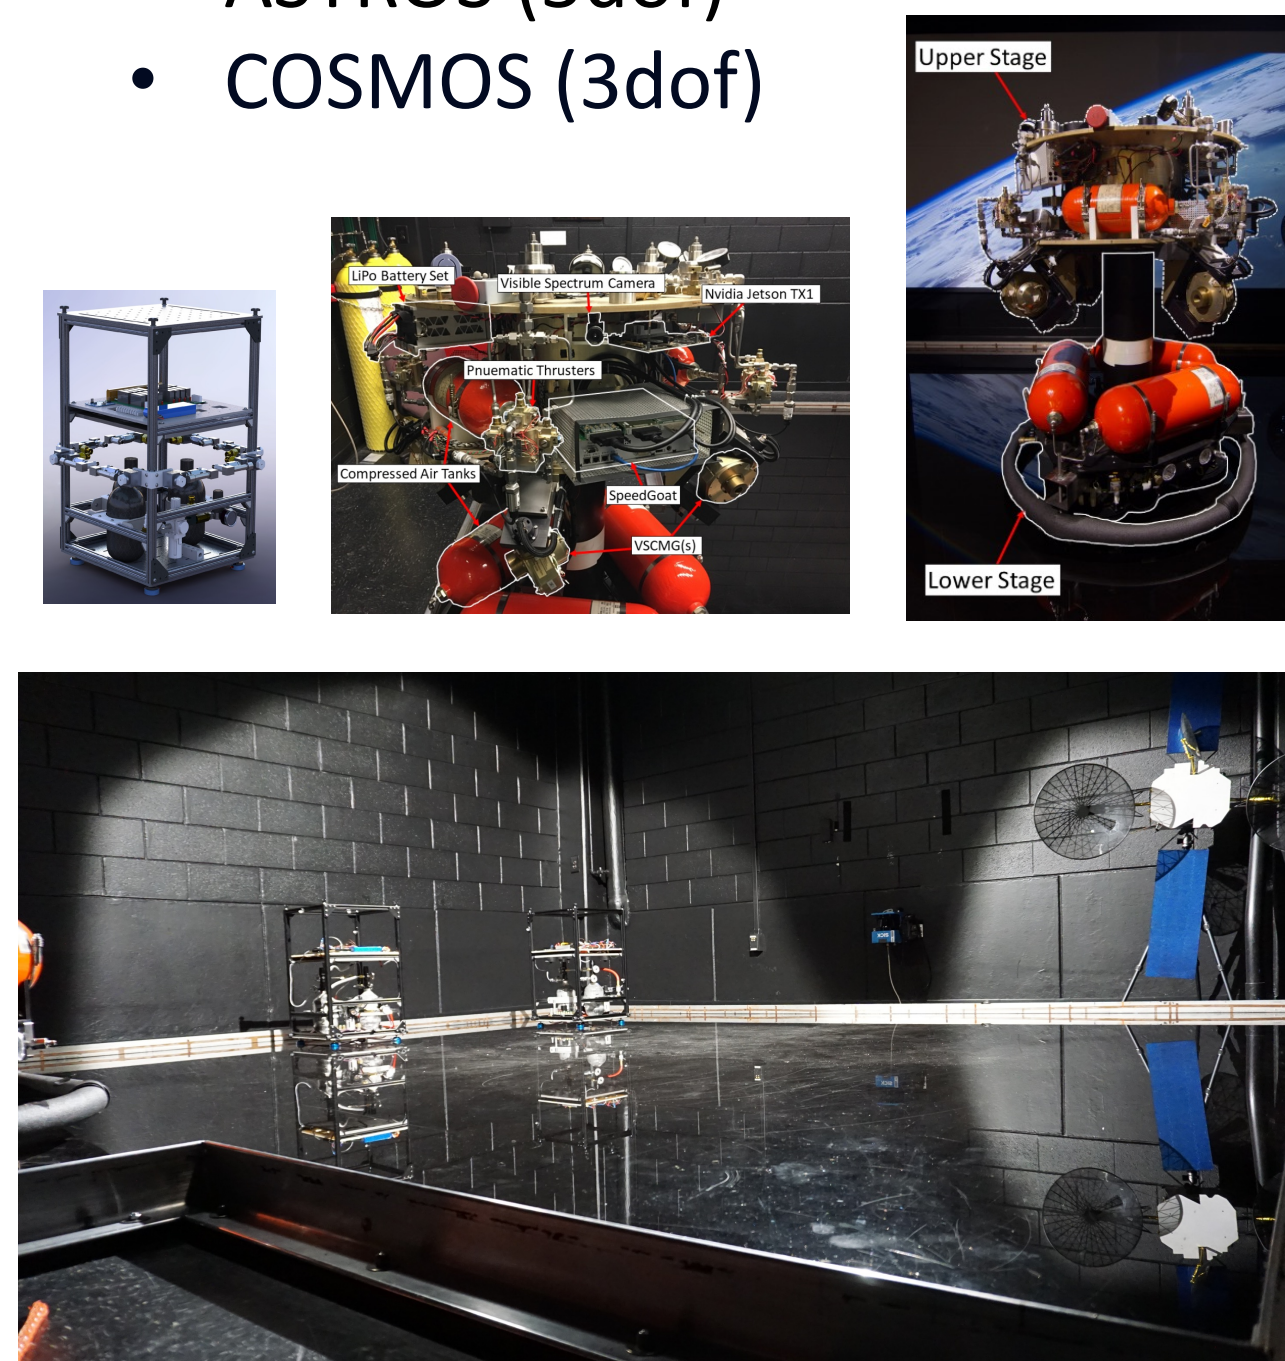 • COSMOS (3dof)
Upper Stage
LiPo Battery Set
Visible Spectrum Camera
Nvidia Jetson TX1
Pnuematic Thrusters
Compressed Air Tanks
SpeedGoat
VSCMG(s)
Lower Stage
SICK